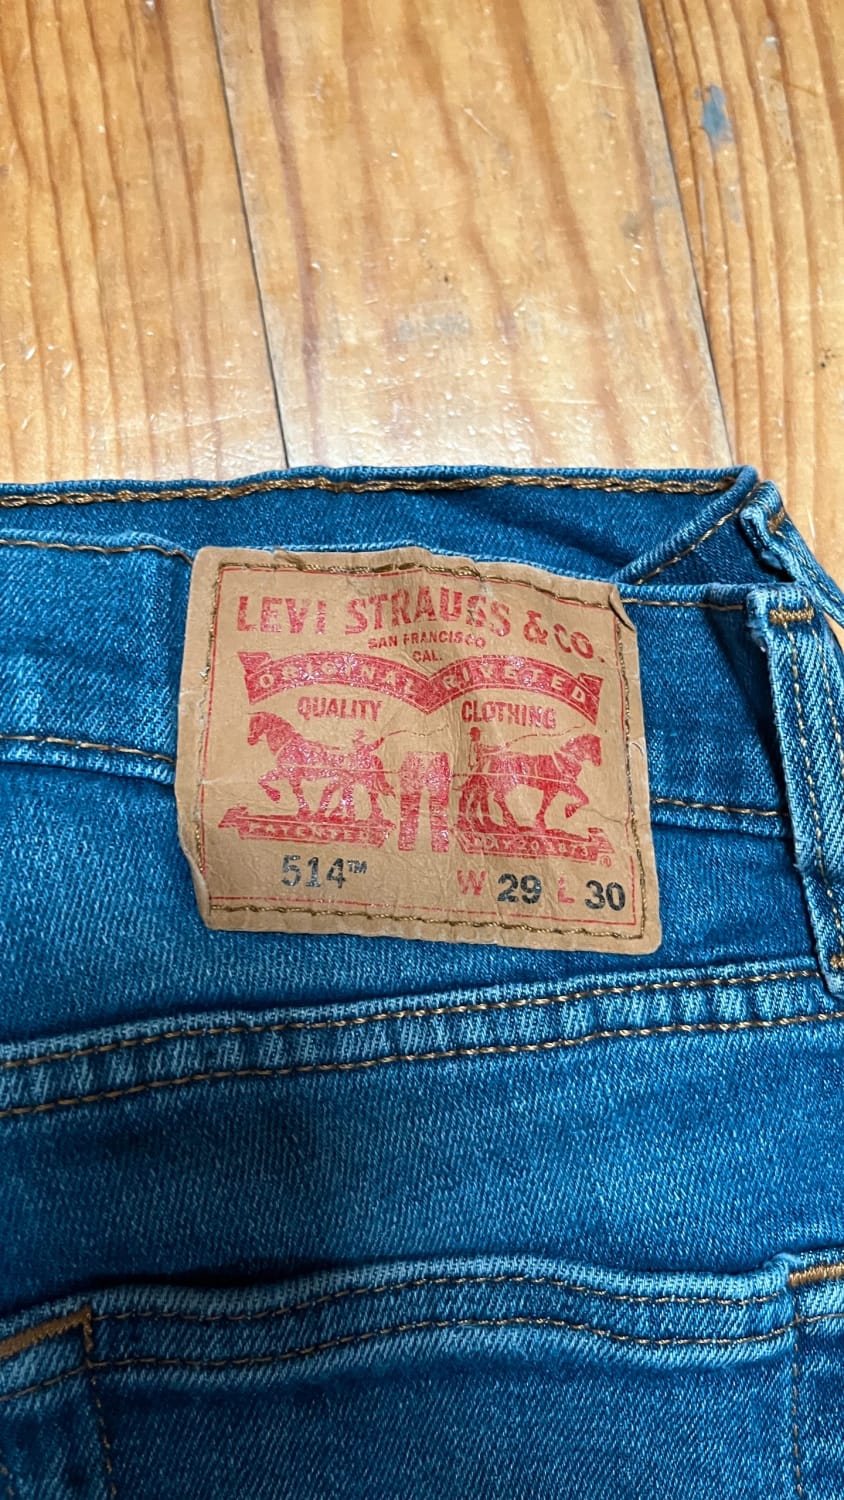 LEVI STRAUSS & CO.
SAN FRANCISCO
CAL.
ORIGINAL RIVETED
QUALITY CLOTHING
514™ W 29 L 30